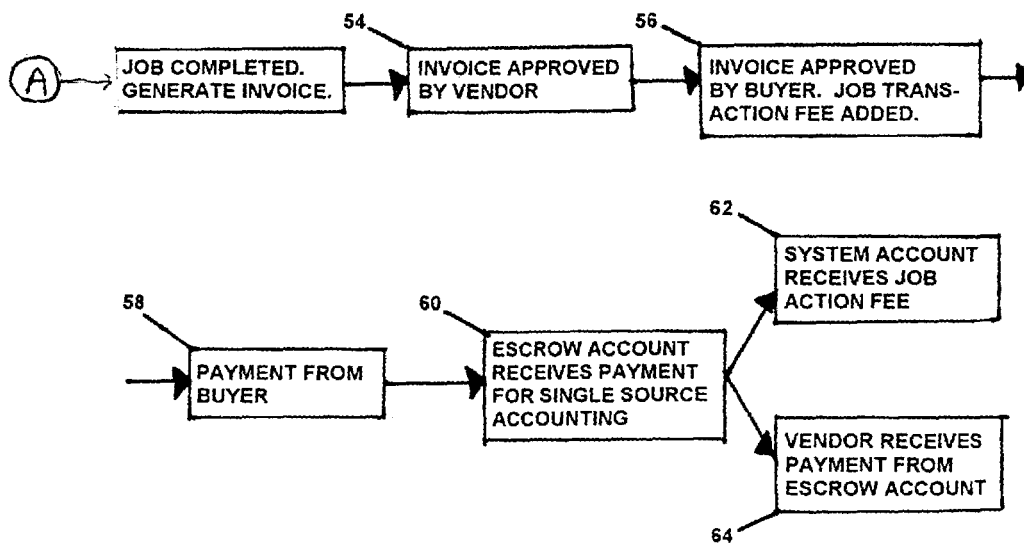 54
56
A
JOB COMPLETED.
GENERATE INVOICE.
INVOICE APPROVED
BY VENDOR
INVOICE APPROVED
BY BUYER. JOB TRANS-
ACTION FEE ADDED.
62
SYSTEM ACCOUNT
RECEIVES JOB
ACTION FEE
58
60
PAYMENT FROM
BUYER
ESCROW ACCOUNT
RECEIVES PAYMENT
FOR SINGLE SOURCE
ACCOUNTING
VENDOR RECEIVES
PAYMENT FROM
ESCROW ACCOUNT
64